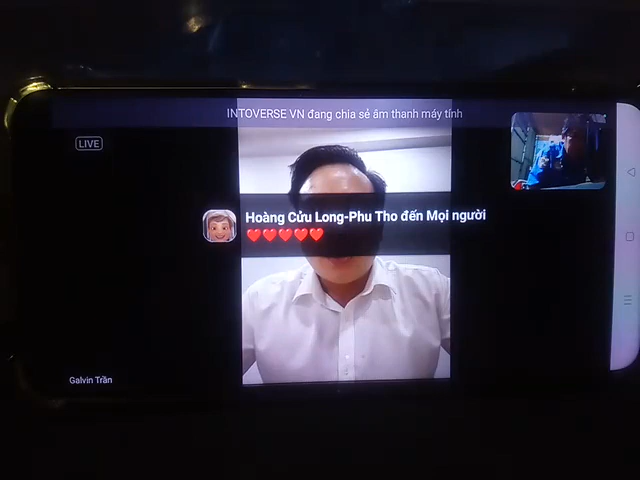 INTOVERSE VN đang chia sẻ âm thanh máy tính
LIVE
Hoàng Cửu Long-Phu Tho đến Mọi người
❤️❤️❤️❤️❤️
Galvin Trần